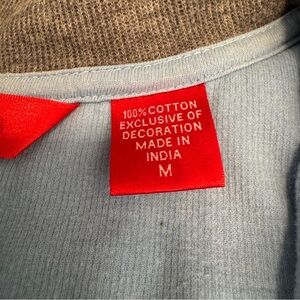 100% COTTON
EXCLUSIVE OF
DECORATION
MADE IN
INDIA
M